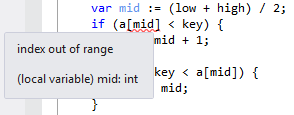 var mid := (low + high) / 2;
if (a[mid] < key) {
mid + 1;
index out of range
(local variable) mid: int
key < a[mid]) {
mid;
}